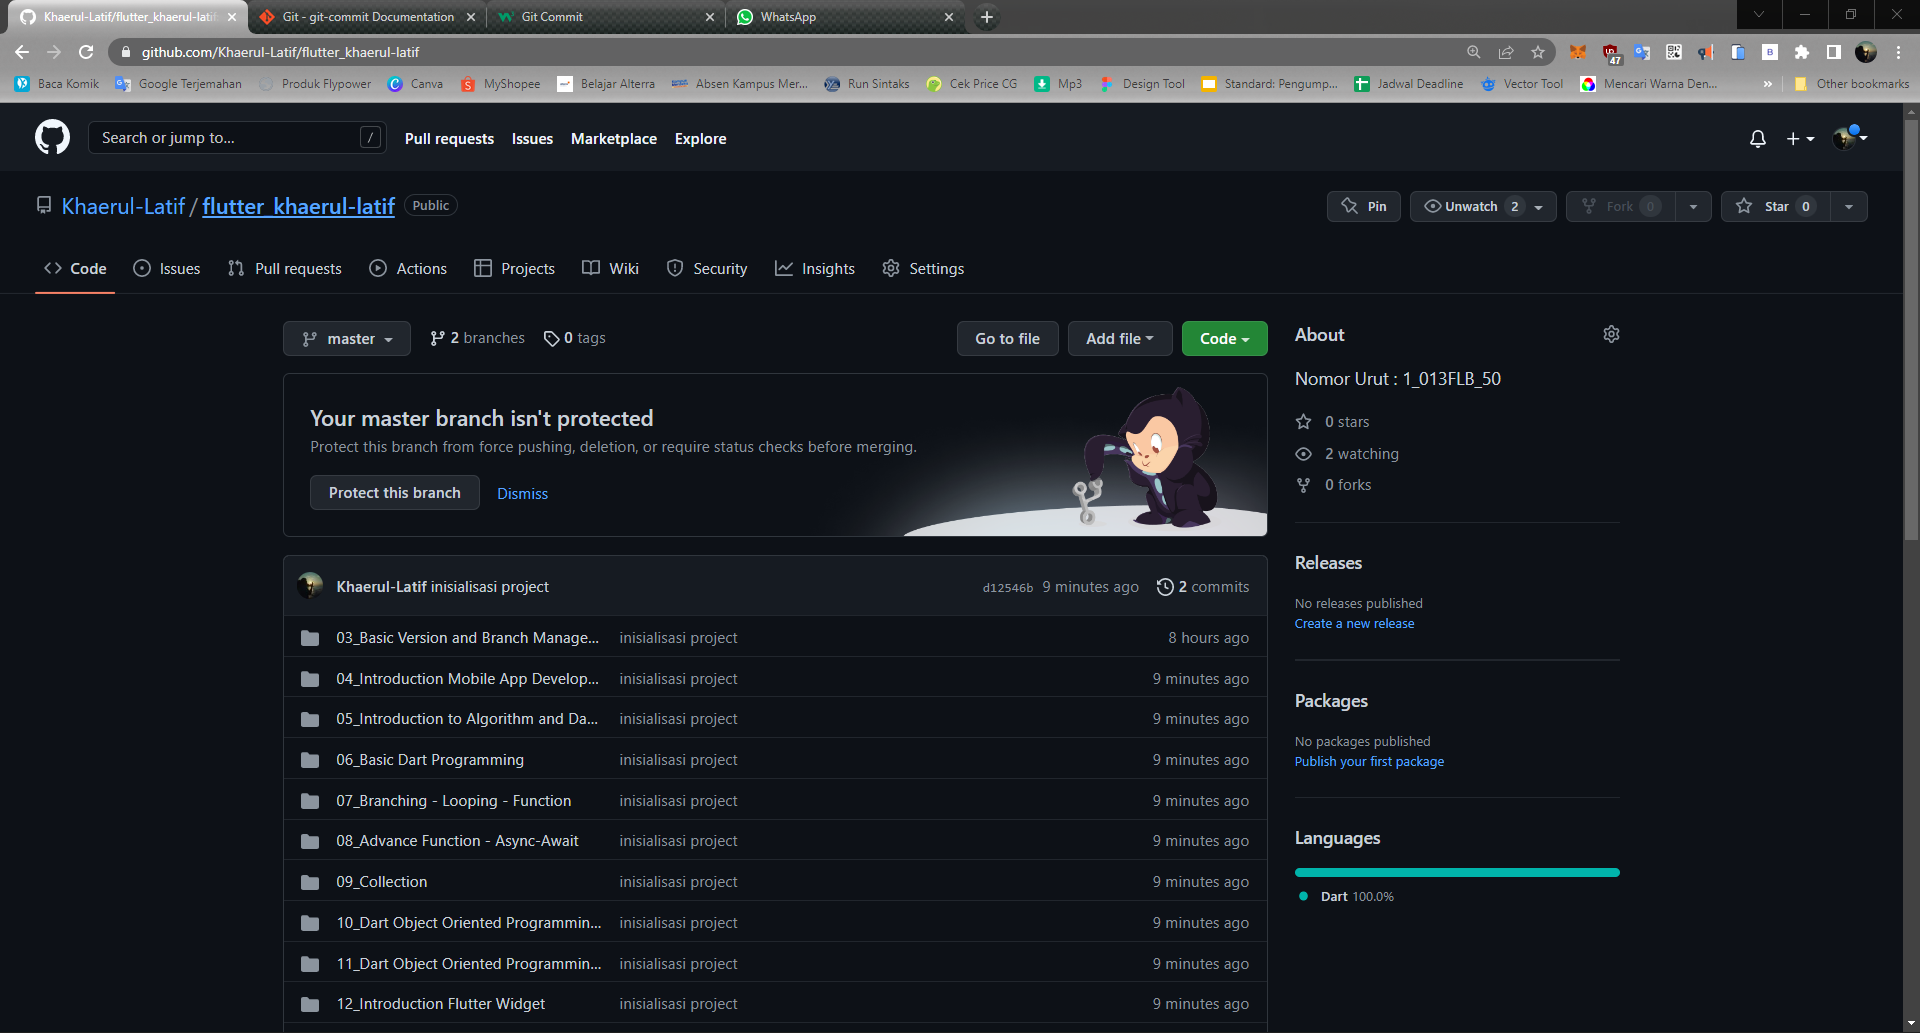 Khaerul-Latif/flutter_khaerul-lati
Git - git-commit Documentation
Git Commit
WhatsApp
github.com/Khaerul-Latif/flutter_khaerul-latif
47
Baca Komik
Google Terjemahan
Produk Flypower
Canva
MyShopee
Belajar Alterra
Absen Kampus Mer...
Run Sintaks
Cek Price CG
Mp3
Design Tool
Standard: Pengump...
Jadwal Deadline
Vector Tool
Mencari Warna Den...
»
Other bookmarks
Search or jump to...
/
Pull requests
Issues
Marketplace
Explore
Khaerul-Latif / flutter_khaerul-latif
Public
Pin
Unwatch 2
Fork 0
Star 0
Code
Issues
Pull requests
Actions
Projects
Wiki
Security
Insights
Settings
master
2 branches
0 tags
Go to file
Add file
Code
Your master branch isn't protected
Protect this branch from force pushing, deletion, or require status checks before merging.
Protect this branch
Dismiss
Khaerul-Latif inisialisasi project
d12546b 9 minutes ago
2 commits
03_Basic Version and Branch Manage... inisialisasi project 8 hours ago
04_Introduction Mobile App Develop... inisialisasi project 9 minutes ago
05_Introduction to Algorithm and Da... inisialisasi project 9 minutes ago
06_Basic Dart Programming inisialisasi project 9 minutes ago
07_Branching - Looping - Function inisialisasi project 9 minutes ago
08_Advance Function - Async-Await inisialisasi project 9 minutes ago
09_Collection inisialisasi project 9 minutes ago
10_Dart Object Oriented Programmin... inisialisasi project 9 minutes ago
11_Dart Object Oriented Programmin... inisialisasi project 9 minutes ago
12_Introduction Flutter Widget inisialisasi project 9 minutes ago
About
Nomor Urut : 1_013FLB_50
0 stars
2 watching
0 forks
Releases
No releases published
Create a new release
Packages
No packages published
Publish your first package
Languages
Dart 100.0%